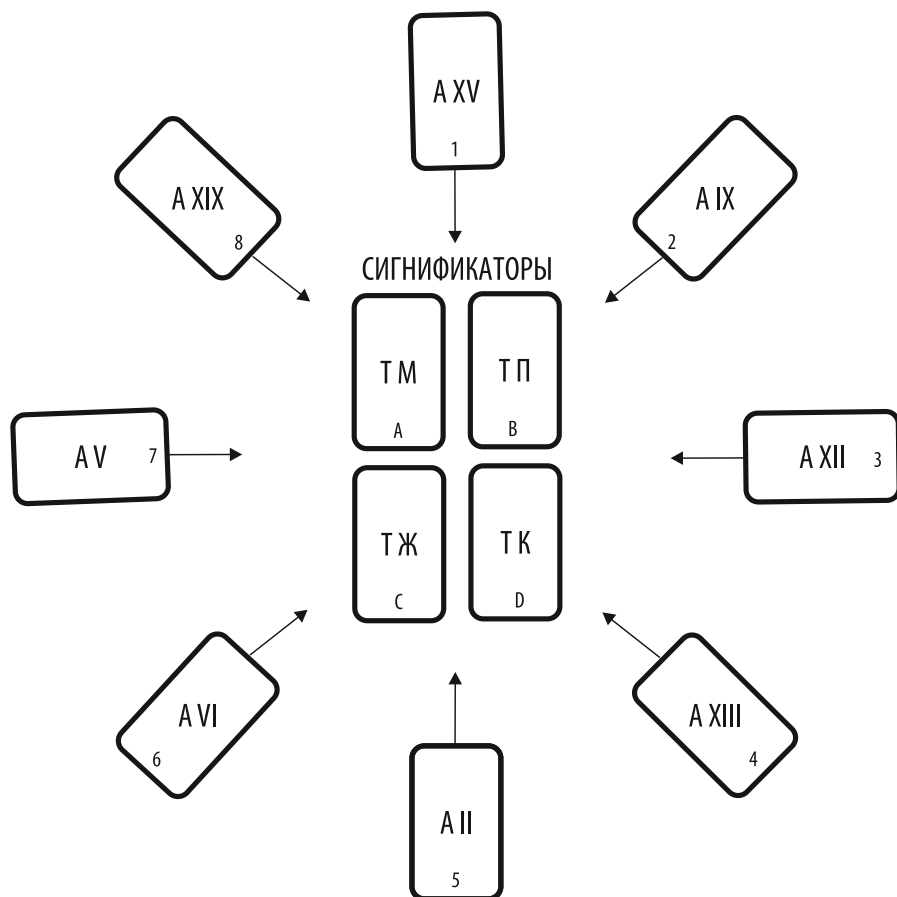 А XV
1
А XIX
8
А IX
2
СИГНИФИКАТОРЫ
Т М
A
Т П
B
А V
7
А XII
3
Т Ж
C
Т К
D
А VI
6
А XIII
4
А II
5